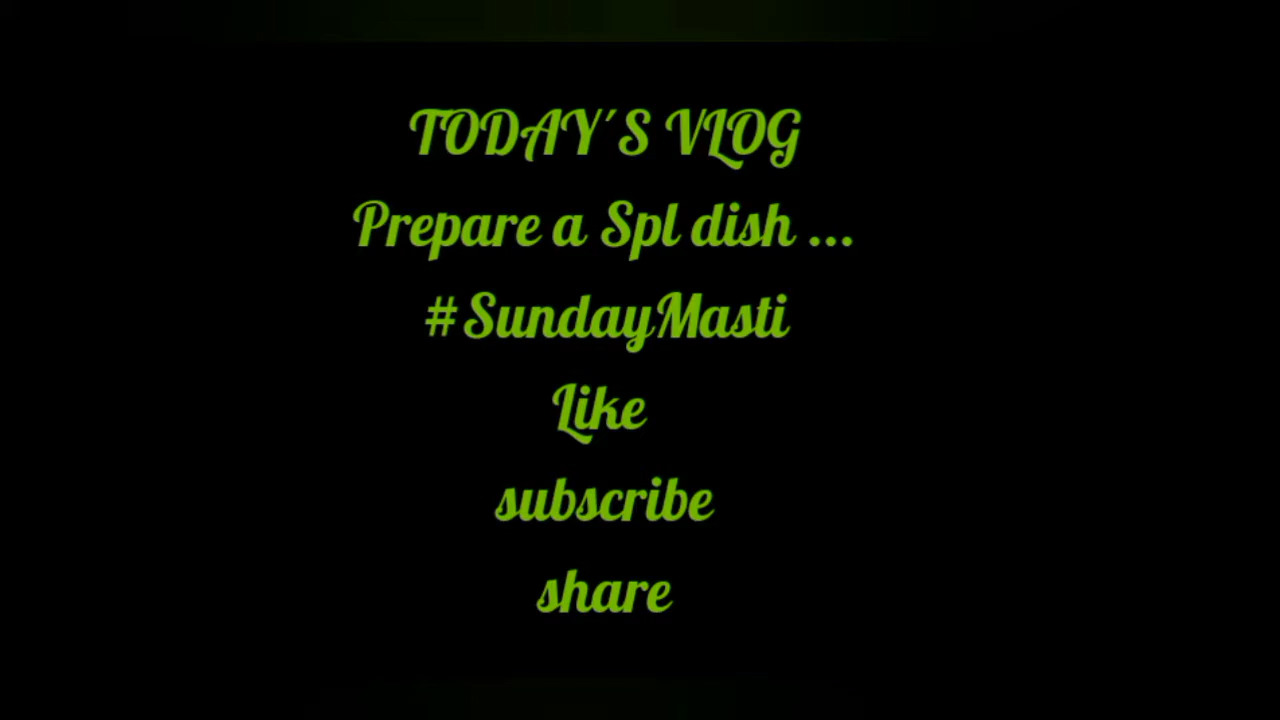 TODAY´S VLOG
Prepare a Spl dish ...
#SundayMasti
Like
subscribe
share